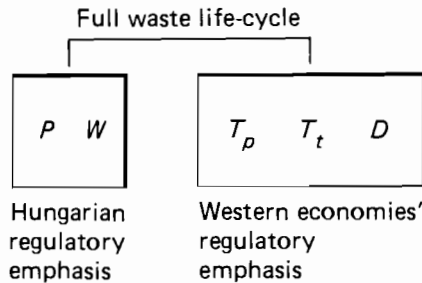 Full waste life-cycle
P W
T_p T_t D
Hungarian
regulatory
emphasis
Western economies'
regulatory
emphasis